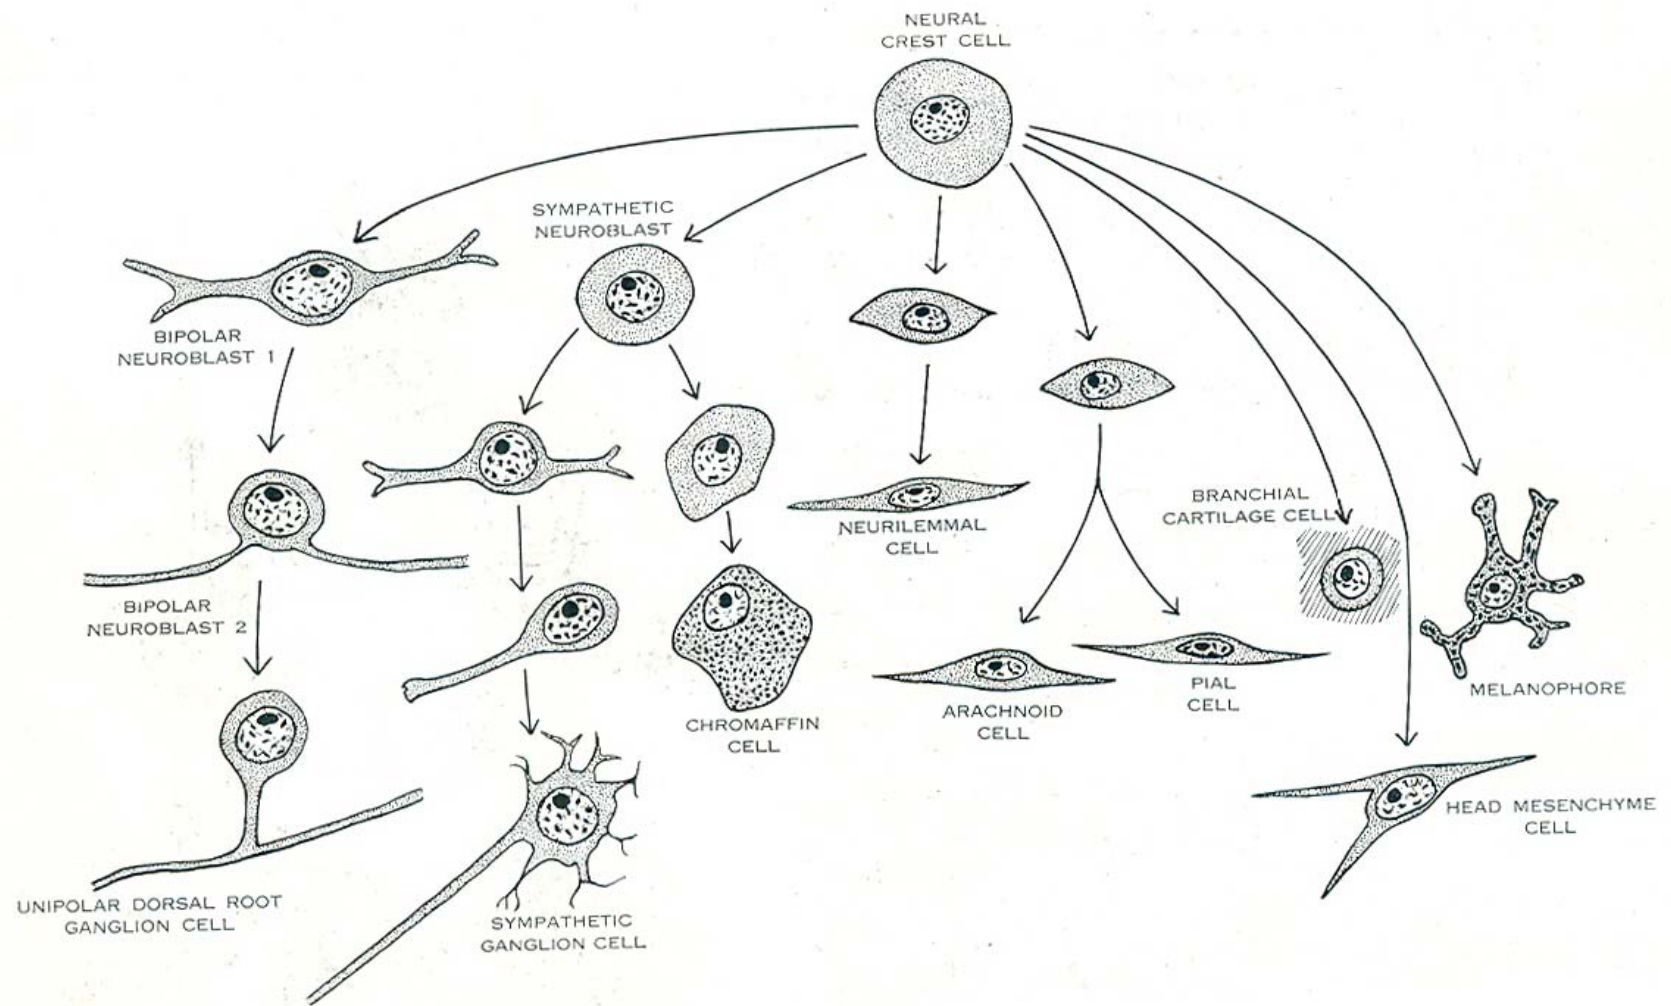 NEURAL
CREST CELL
SYMPATHETIC
NEUROBLAST
BIPOLAR
NEUROBLAST 1
BRANCHIAL
CARTILAGE CELL
NEURILEMMAL
CELL
BIPOLAR
NEUROBLAST 2
ARACHNOID
CELL
PIAL
CELL
MELANOPHORE
CHROMAFFIN
CELL
HEAD MESENCHYME
CELL
UNIPOLAR DORSAL ROOT
GANGLION CELL
SYMPATHETIC
GANGLION CELL